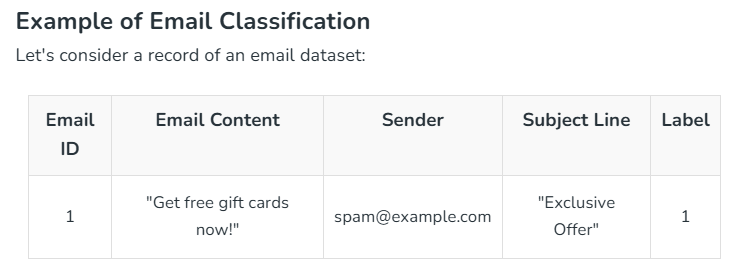 Example of Email Classification
Let's consider a record of an email dataset:
Email ID | Email Content | Sender | Subject Line | Label
1 | "Get free gift cards now!" | spam@example.com | "Exclusive Offer" | 1